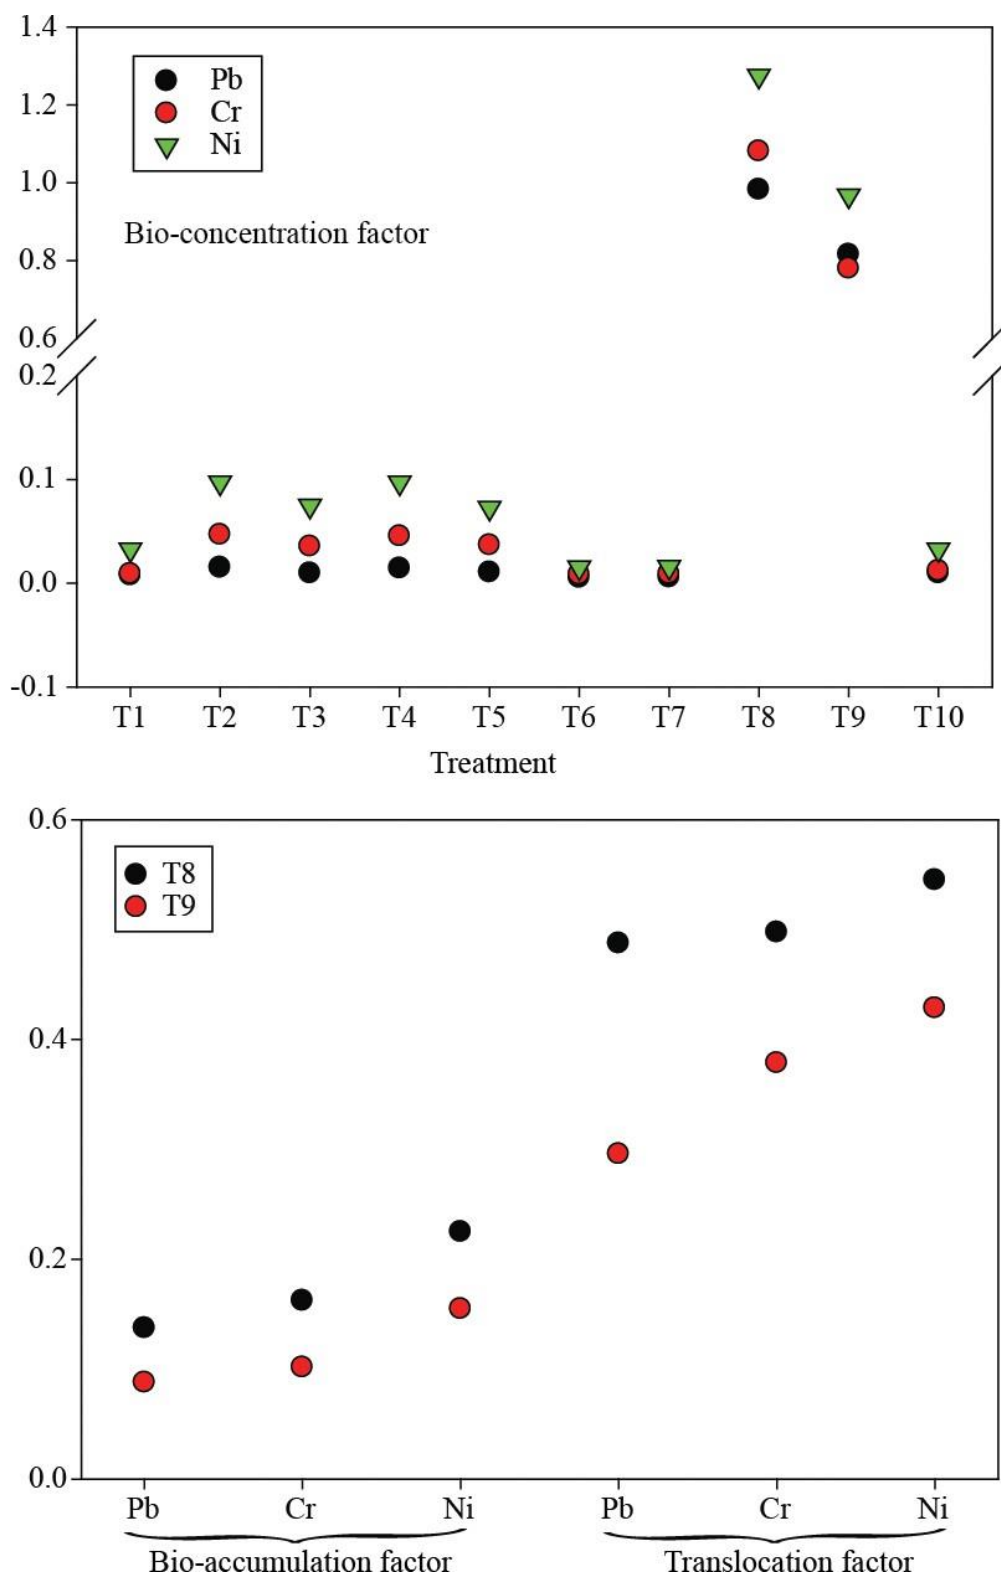 1.4
Pb
Cr
Ni
1.2
1.0
Bio-concentration factor
0.8
0.6
0.2
0.1
0.0
-0.1
T1 T2 T3 T4 T5 T6 T7 T8 T9 T10
Treatment
0.6
T8
T9
0.4
0.2
0.0
Pb Cr Ni Pb Cr Ni
Bio-accumulation factor Translocation factor